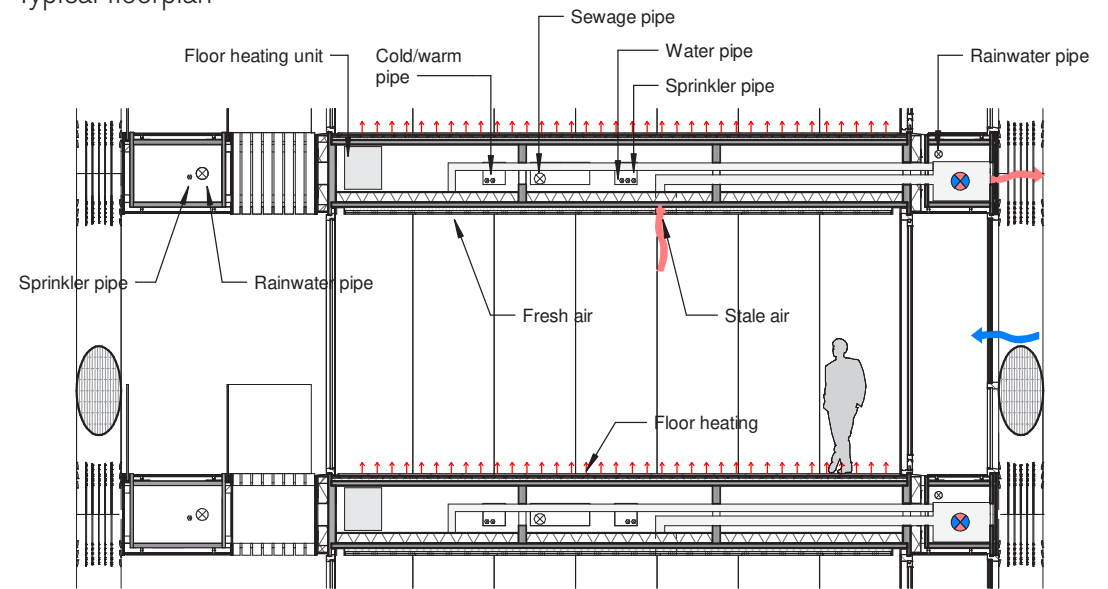 Typical floorplan
Sewage pipe
Floor heating unit
Cold/warm
pipe
Water pipe
Rainwater pipe
Sprinkler pipe
Sprinkler pipe
Rainwater pipe
Fresh air
Stale air
Floor heating